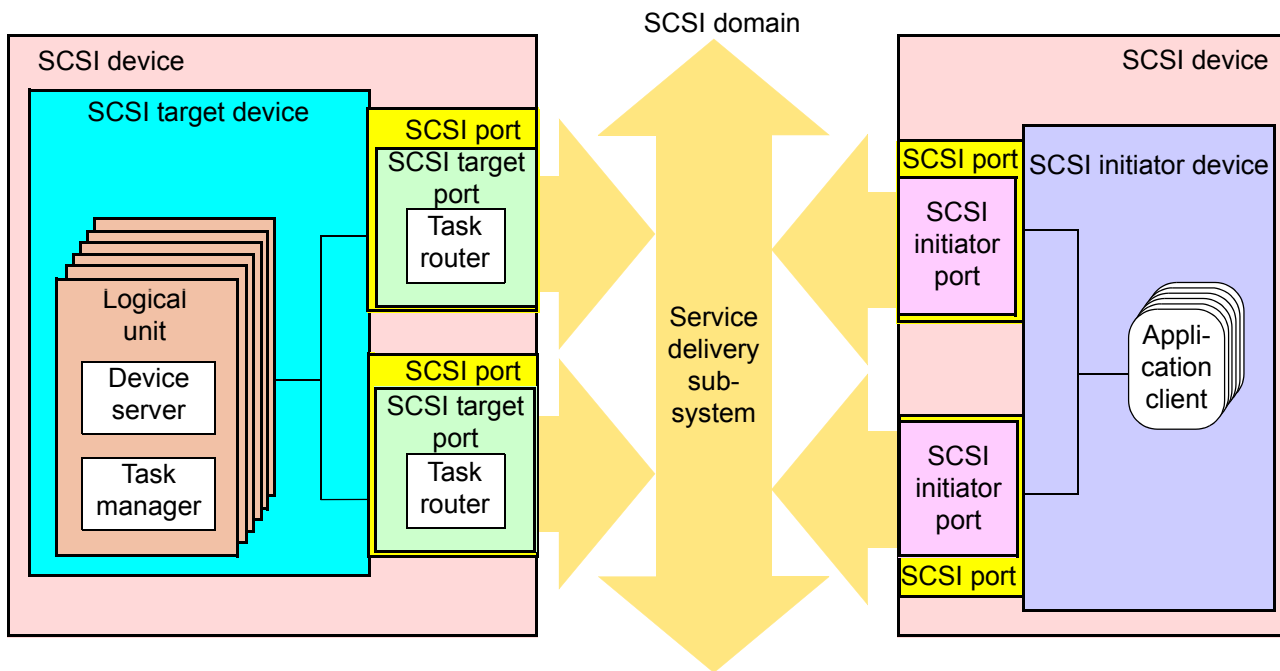 SCSI domain
SCSI device
SCSI target device
SCSI port
SCSI target
port
Task
router
Logical
unit
Device
server
Task
manager
SCSI port
SCSI target
port
Task
router
Service
delivery
sub-
system
SCSI device
SCSI port
SCSI initiator device
SCSI
initiator
port
Appli-
cation
client
SCSI
initiator
port
SCSI port